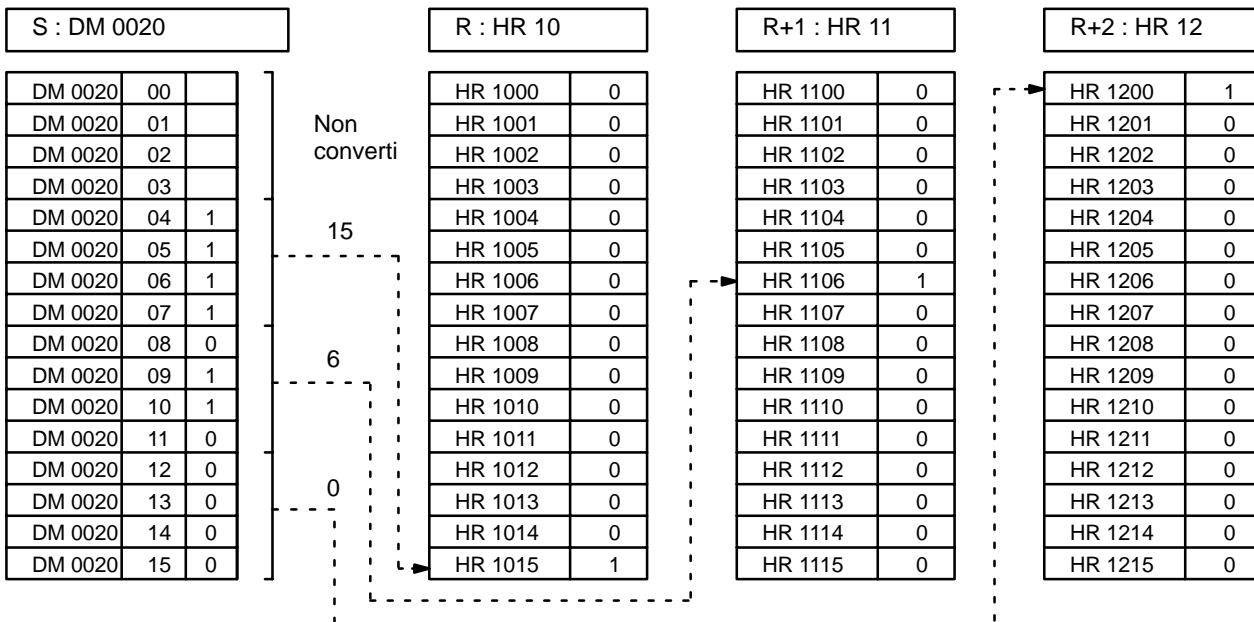 S : DM 0020 R : HR 10 R+1 : HR 11 R+2 : HR 12
DM 0020 00 HR 1000 0 HR 1100 0 HR 1200 1
DM 0020 01 Non HR 1001 0 HR 1101 0 HR 1201 0
DM 0020 02 converti HR 1002 0 HR 1102 0 HR 1202 0
DM 0020 03 HR 1003 0 HR 1103 0 HR 1203 0
DM 0020 04 1 15 HR 1004 0 HR 1104 0 HR 1204 0
DM 0020 05 1 HR 1005 0 HR 1105 0 HR 1205 0
DM 0020 06 1 HR 1006 0 HR 1106 1 HR 1206 0
DM 0020 07 1 HR 1007 0 HR 1107 0 HR 1207 0
DM 0020 08 0 6 HR 1008 0 HR 1108 0 HR 1208 0
DM 0020 09 1 HR 1009 0 HR 1109 0 HR 1209 0
DM 0020 10 1 HR 1010 0 HR 1110 0 HR 1210 0
DM 0020 11 0 HR 1011 0 HR 1111 0 HR 1211 0
DM 0020 12 0 0 HR 1012 0 HR 1112 0 HR 1212 0
DM 0020 13 0 HR 1013 0 HR 1113 0 HR 1213 0
DM 0020 14 0 HR 1014 0 HR 1114 0 HR 1214 0
DM 0020 15 0 HR 1015 1 HR 1115 0 HR 1215 0